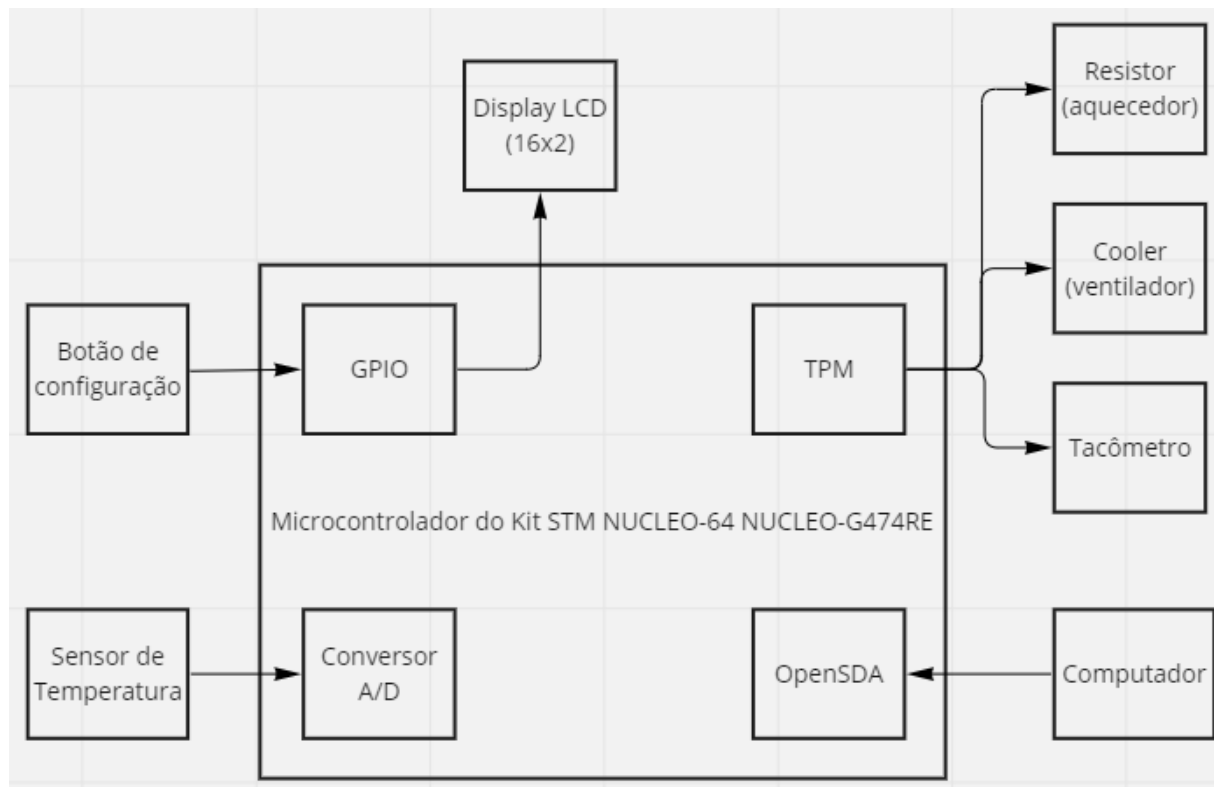 Resistor
(aquecedor)
Display LCD
(16x2)
Cooler
(ventilador)
Botão de
configuração
GPIO
TPM
Tacômetro
Microcontrolador do Kit STM NUCLEO-64 NUCLEO-G474RE
Sensor de
Temperatura
Conversor
A/D
OpenSDA
Computador